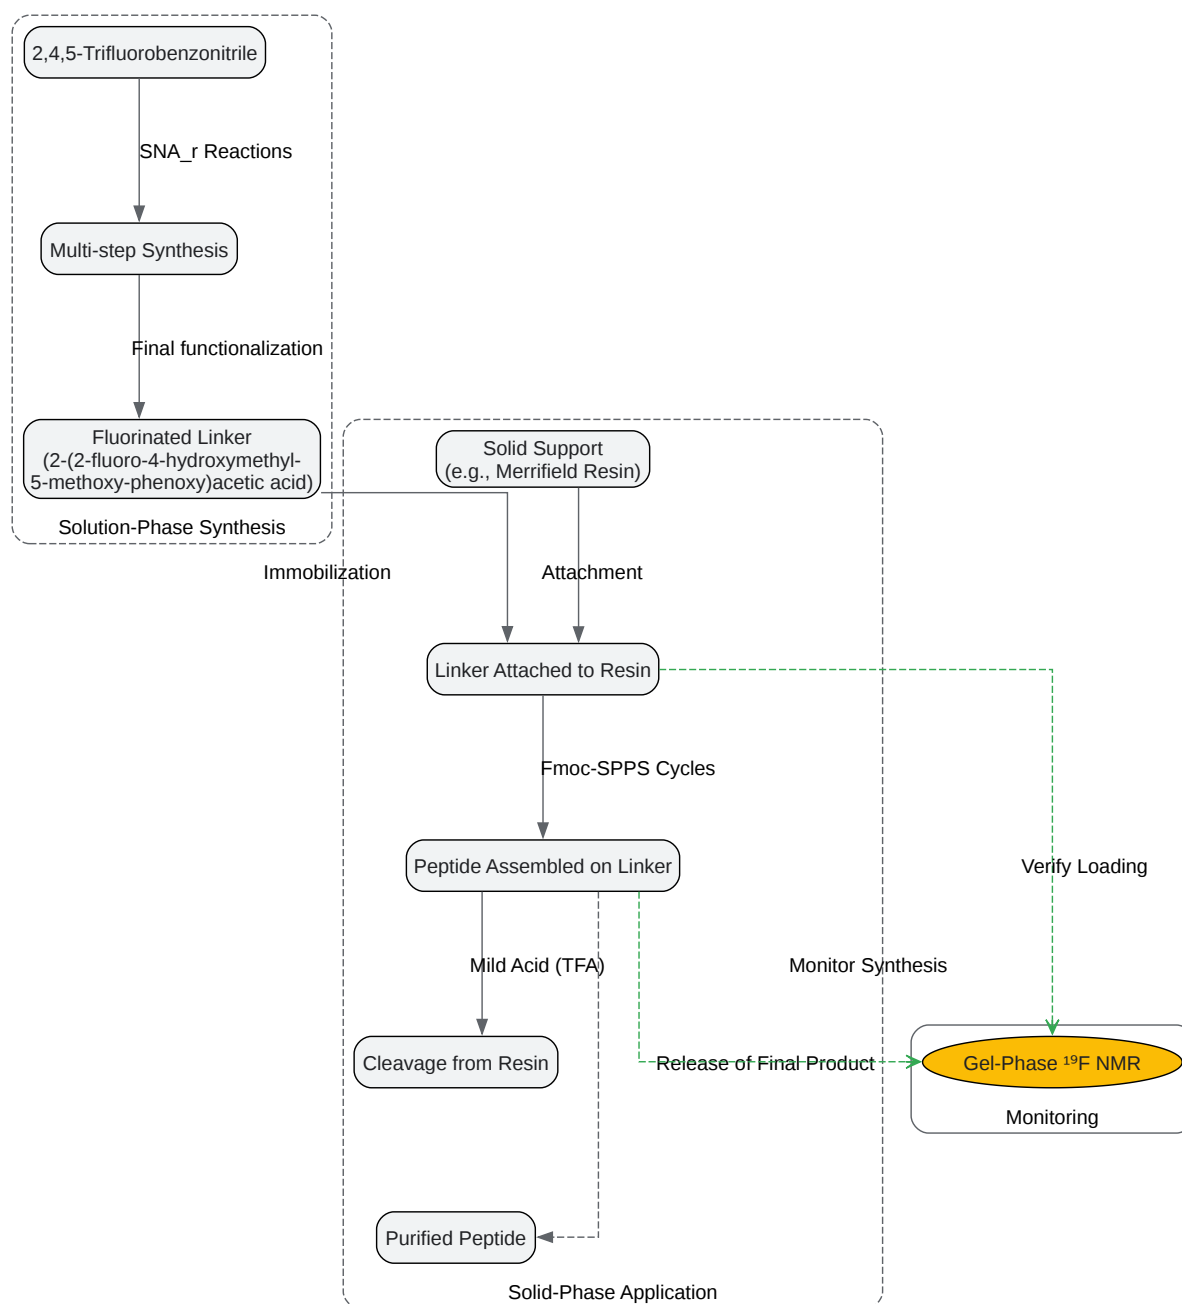 2,4,5-Trifluorobenzonitrile
SNA_r Reactions
Multi-step Synthesis
Final functionalization
Fluorinated Linker
(2-(2-fluoro-4-hydroxymethyl-
5-methoxy-phenoxy)acetic acid)
Solution-Phase Synthesis
Solid Support
(e.g., Merrifield Resin)
Immobilization
Attachment
Linker Attached to Resin
Fmoc-SPPS Cycles
Peptide Assembled on Linker
Verify Loading
Mild Acid (TFA)
Monitor Synthesis
Cleavage from Resin
Release of Final Product
Gel-Phase ¹⁹F NMR
Monitoring
Purified Peptide
Solid-Phase Application